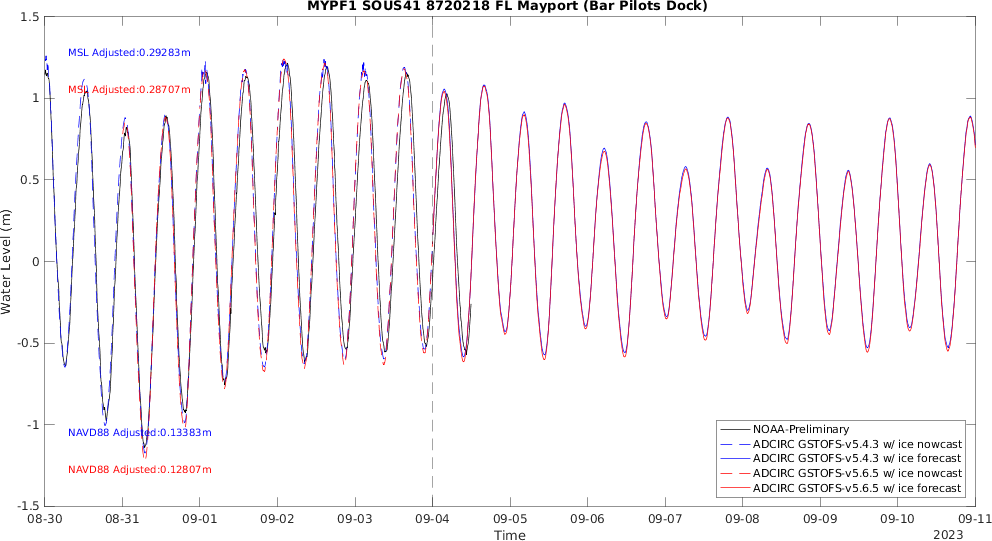 MYPF1 SOUS41 8720218 FL Mayport (Bar Pilots Dock)
1.5
1
0.5
0
-0.5
-1
-1.5
Water Level (m)
MSL Adjusted:0.29283m
MSL Adjusted:0.28707m
NAVD88 Adjusted:0.13383m
NAVD88 Adjusted:0.12807m
NOAA-Preliminary
ADCIRC GSTOFS-v5.4.3 w/ ice nowcast
ADCIRC GSTOFS-v5.4.3 w/ ice forecast
ADCIRC GSTOFS-v5.6.5 w/ ice nowcast
ADCIRC GSTOFS-v5.6.5 w/ ice forecast
08-30 08-31 09-01 09-02 09-03 09-04 09-05 09-06 09-07 09-08 09-09 09-10 09-11
Time
2023